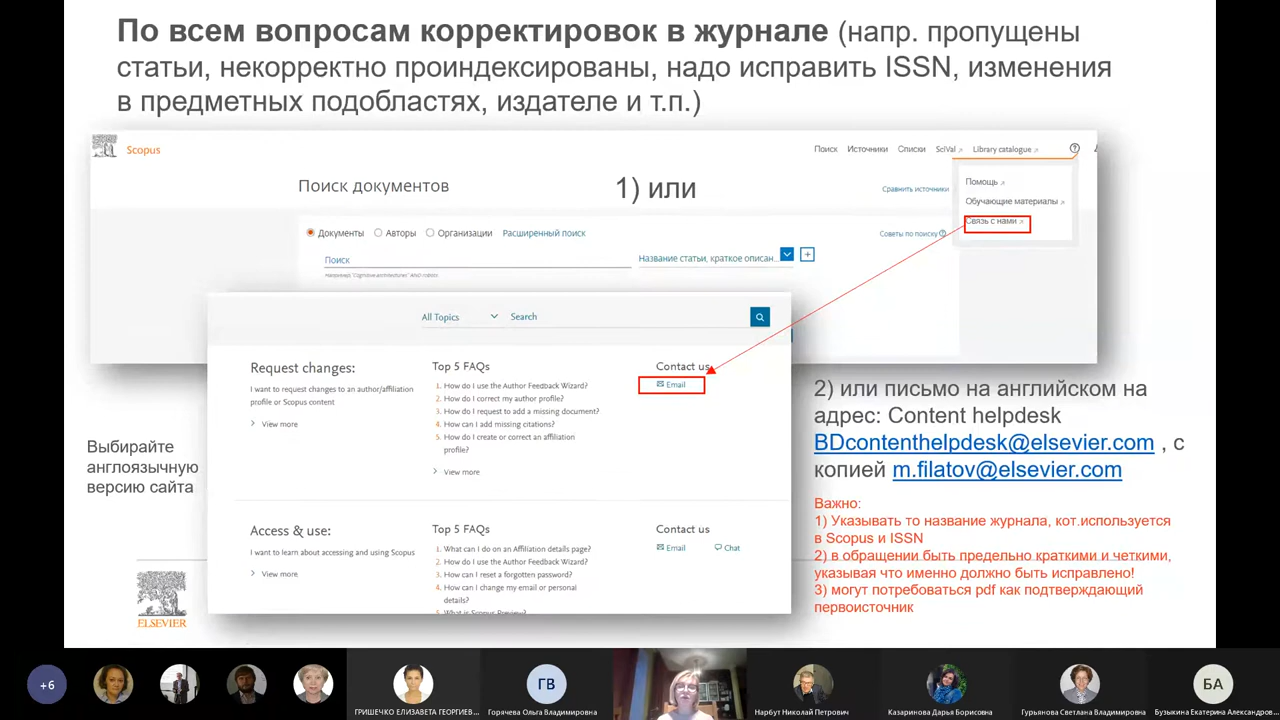 По всем вопросам корректировок в журнале (напр. пропущены
статьи, некорректно проиндексированы, надо исправить ISSN, изменения
в предметных подобластях, издателе и т.п.)
Scopus
Поиск Источники Списки SciVal Library catalogue
Поиск документов
1) или
Сравнить источники
Помощь
Обучающие материалы
Связь с нами
Документы Авторы Организации Расширенный поиск
Советы по поиску
Поиск
Название статьи, краткое описан...
All Topics Search
Request changes:
I want to request changes to an author/affiliation
profile or Scopus content
View more
Top 5 FAQs
1. How do I use the Author Feedback Wizard?
2. How do I correct my author profile?
3. How do I request to add a missing document?
4. How can I add missing citations?
5. How do I create or correct an affiliation
profile?
View more
Contact us
Email
Выбирайте
англоязычную
версию сайта
2) или письмо на английском на
адрес: Content helpdesk
BDcontenthelpdesk@elsevier.com , с
копией m.filatov@elsevier.com
Важно:
1) Указывать то название журнала, кот.используется
в Scopus и ISSN
2) в обращении быть предельно краткими и четкими,
указывая что именно должно быть исправлено!
3) могут потребоваться pdf как подтверждающий
первоисточник
Access & use:
I want to learn about accessing and using Scopus
View more
Top 5 FAQs
1. What can I do on an Affiliation details page?
2. How do I use the Author Feedback Wizard?
3. How can I reset a forgotten password?
4. How can I change my email or personal
details?
5. What is Scopus Preview?
Contact us
Email Chat
ELSEVIER
+6
ГРИШЕЧКО ЕЛИЗАВЕТА ГЕОРГИЕВ...
ГВ
Горячева Ольга Владимировна
Нарбут Николай Петрович
Казаринова Дарья Борисовна
Гурьянова Светлана Владимировна
БА
Бузыкина Екатерина Александров...